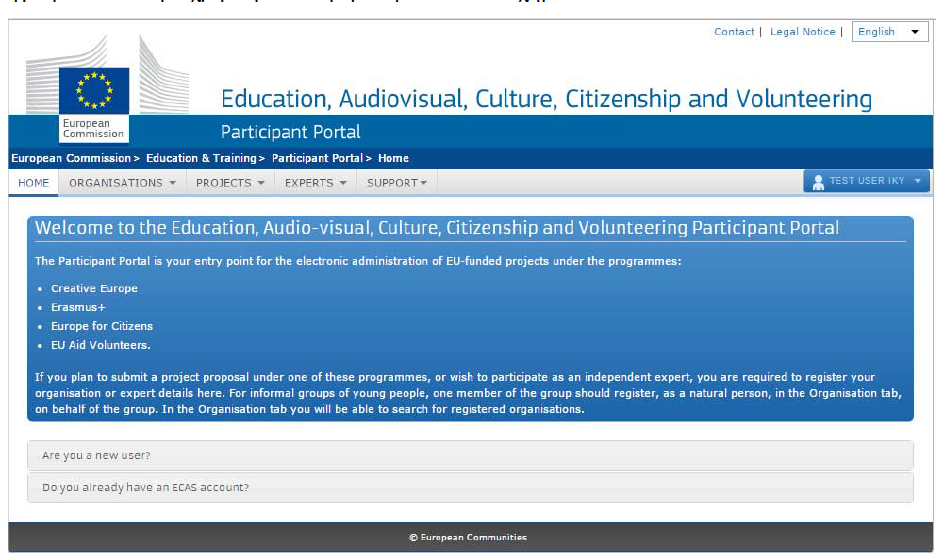 Contact | Legal Notice | English
Education, Audiovisual, Culture, Citizenship and Volunteering
European
Commission
Participant Portal
European Commission > Education & Training > Participant Portal > Home
HOME ORGANISATIONS PROJECTS EXPERTS SUPPORT TEST USER IKY
Welcome to the Education, Audio-visual, Culture, Citizenship and Volunteering Participant Portal
The Participant Portal is your entry point for the electronic administration of EU-funded projects under the programmes:
• Creative Europe
• Erasmus+
• Europe for Citizens
• EU Aid Volunteers.
If you plan to submit a project proposal under one of these programmes, or wish to participate as an independent expert, you are required to register your
organisation or expert details here. For informal groups of young people, one member of the group should register, as a natural person, in the Organisation tab,
on behalf of the group. In the Organisation tab you will be able to search for registered organisations.
Are you a new user?
Do you already have an ECAS account?
© European Communities